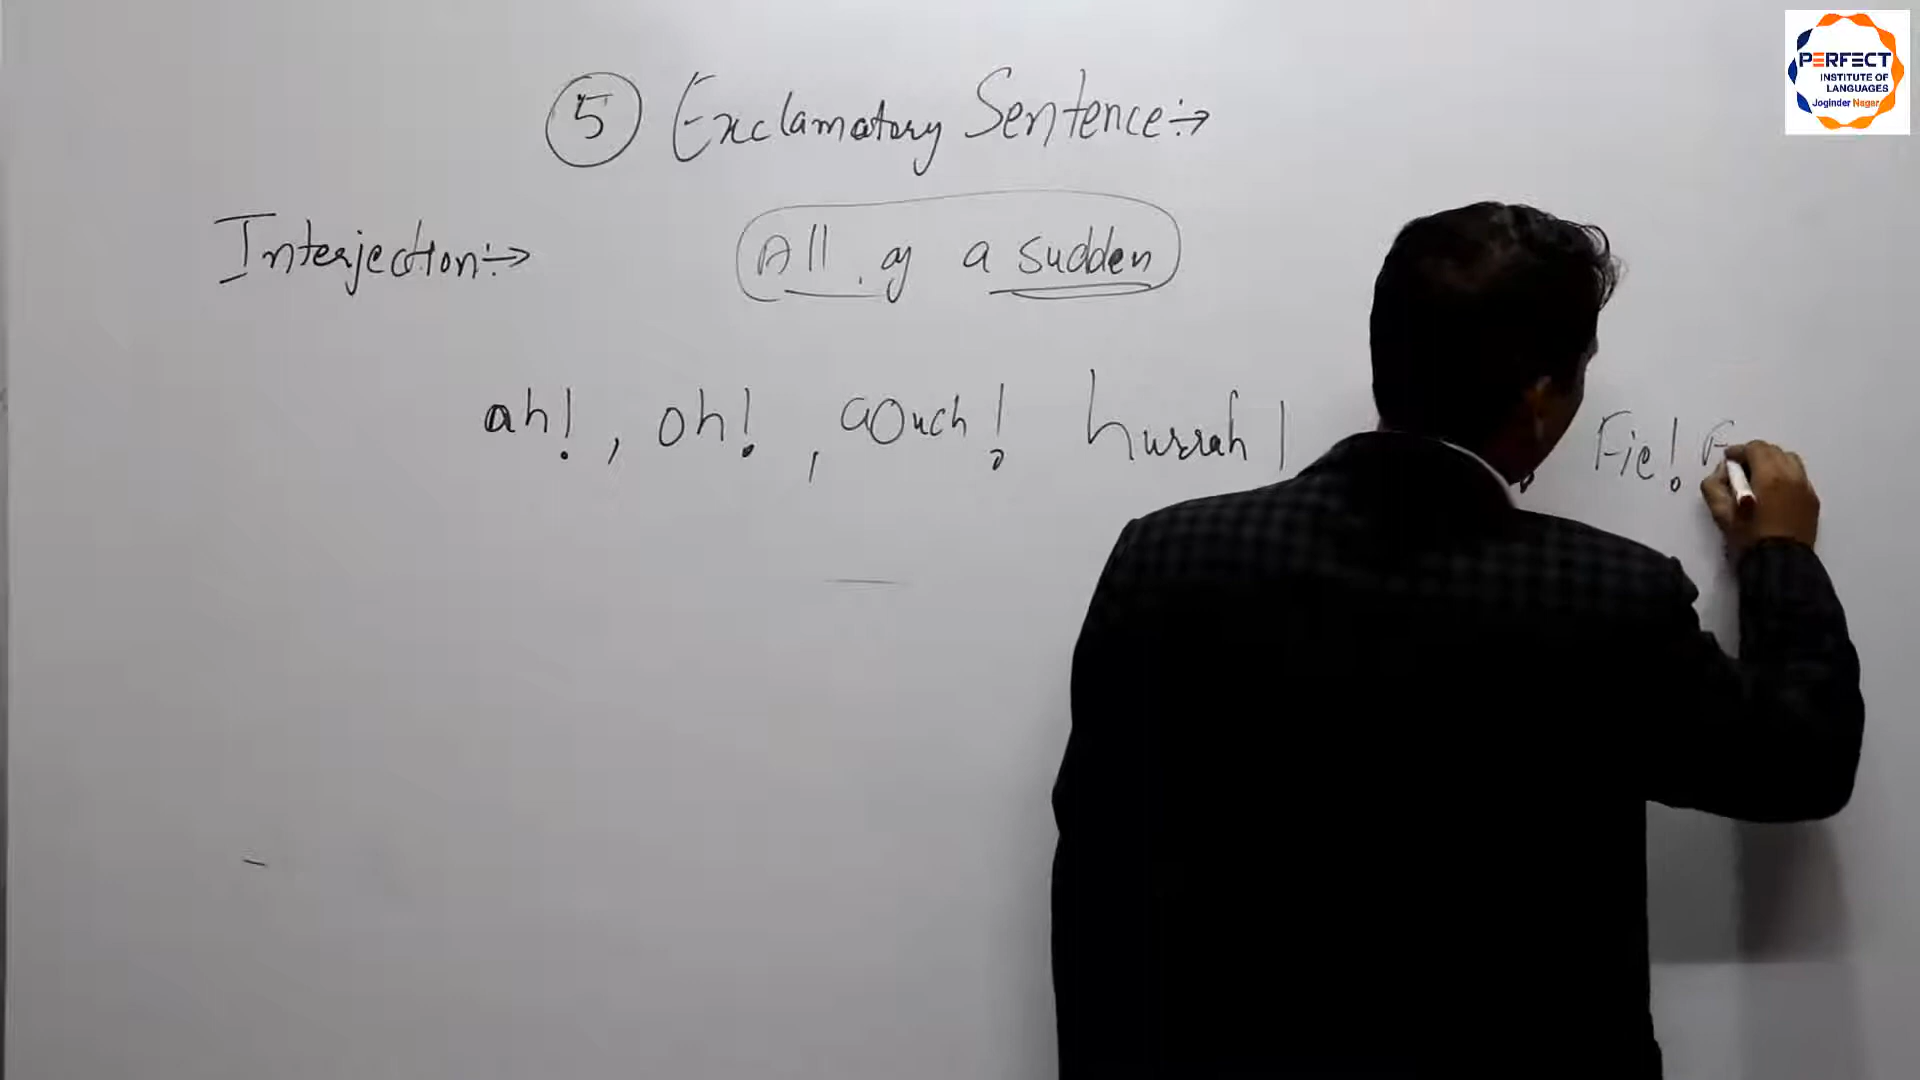 PERFECT
INSTITUTE OF
LANGUAGES
Joginder Nagar
5 Exclamatory Sentence:→
Interjection:→ All of a sudden
ah!, oh!, aouch! hurrah! Fie! F